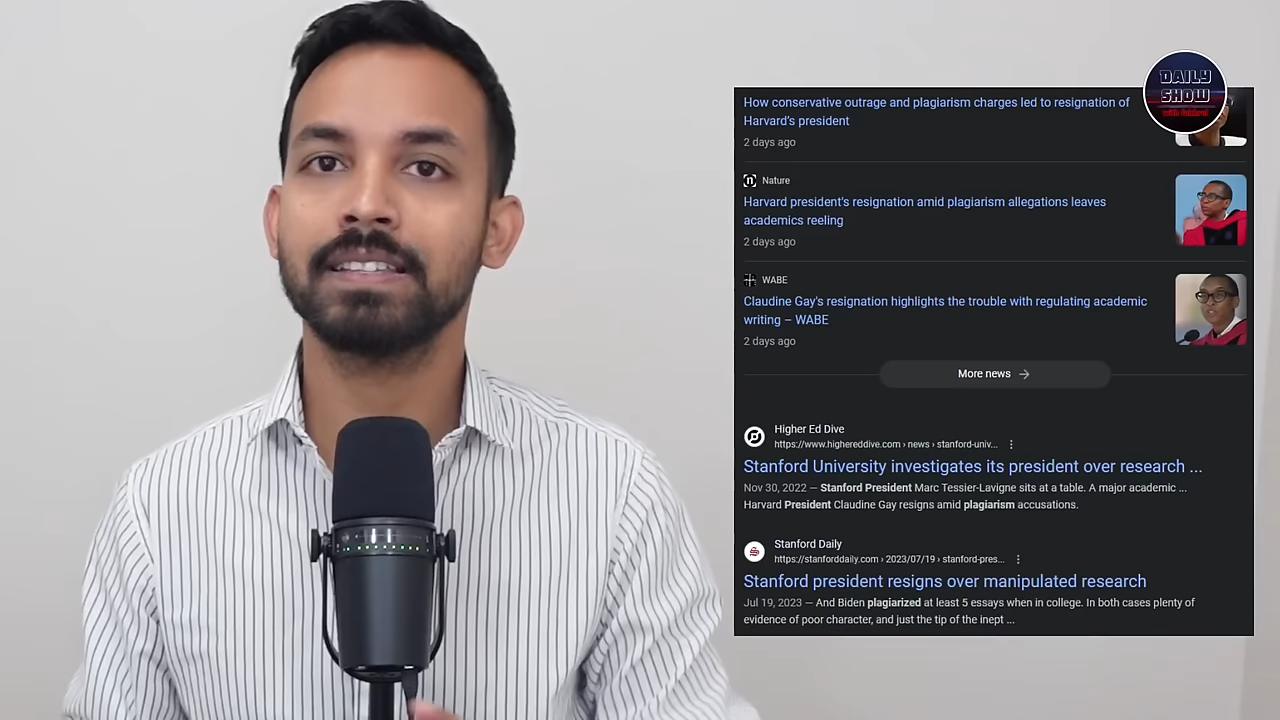 DAILY
SHOW
How conservative outrage and plagiarism charges led to resignation of
Harvard's president
2 days ago
Nature
Harvard president's resignation amid plagiarism allegations leaves
academics reeling
2 days ago
WABE
Claudine Gay's resignation highlights the trouble with regulating academic
writing – WABE
2 days ago
More news
Higher Ed Dive
https://www.highereddive.com › news › stanford-univ...
Stanford University investigates its president over research ...
Nov 30, 2022 — Stanford President Marc Tessier-Lavigne sits at a table. A major academic ...
Harvard President Claudine Gay resigns amid plagiarism accusations.
Stanford Daily
https://stanforddaily.com › 2023/07/19 › stanford-pres...
Stanford president resigns over manipulated research
Jul 19, 2023 — And Biden plagiarized at least 5 essays when in college. In both cases plenty of
evidence of poor character, and just the tip of the inept ...